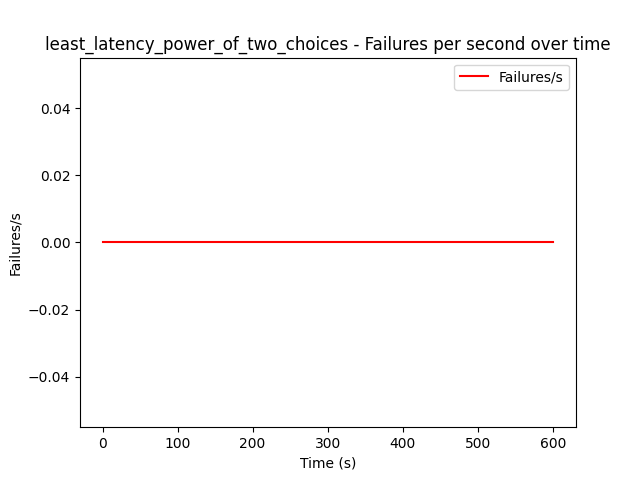 least_latency_power_of_two_choices - Failures per second over time
Failures/s
0.04
0.02
0.00
−0.02
−0.04
Failures/s
0 100 200 300 400 500 600
Time (s)